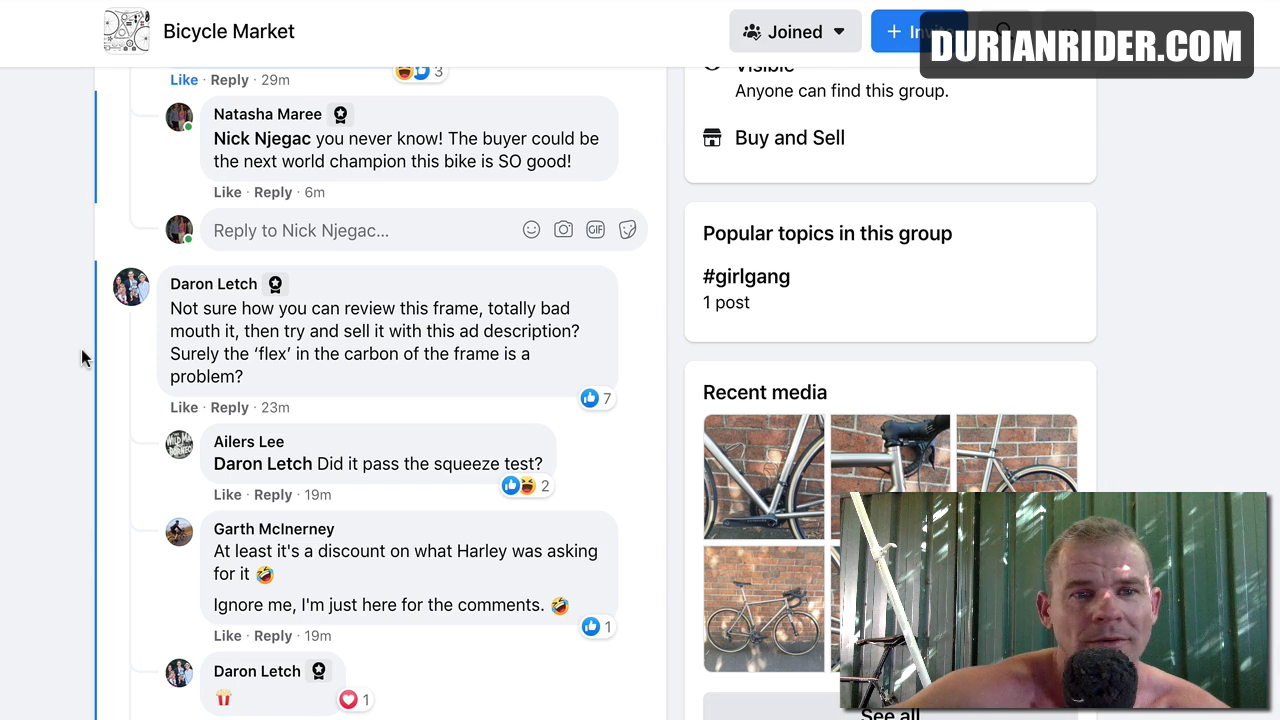 Bicycle Market
Joined
+ Inv
DURIANRIDER.COM
Like · Reply · 29m
3
Natasha Maree
Nick Njegac you never know! The buyer could be
the next world champion this bike is SO good!
Like · Reply · 6m
Reply to Nick Njegac...
GIF
Daron Letch
Not sure how you can review this frame, totally bad
mouth it, then try and sell it with this ad description?
Surely the ‘flex’ in the carbon of the frame is a
problem?
7
Like · Reply · 23m
Ailers Lee
Daron Letch Did it pass the squeeze test?
2
Like · Reply · 19m
Garth McInerney
At least it's a discount on what Harley was asking
for it 🤣
Ignore me, I'm just here for the comments. 🤣
1
Like · Reply · 19m
Daron Letch
🍿
1
Visible
Anyone can find this group.
Buy and Sell
Popular topics in this group
#girlgang
1 post
Recent media
See all